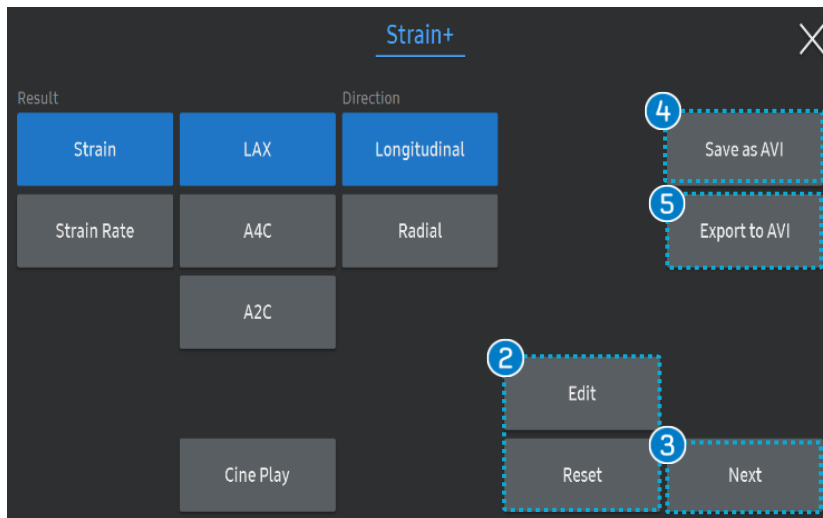 Strain+
Result
Direction
4
Strain
LAX
Longitudinal
Save as AVI
5
Strain Rate
A4C
Radial
Export to AVI
A2C
2
Edit
3
Cine Play
Reset
Next